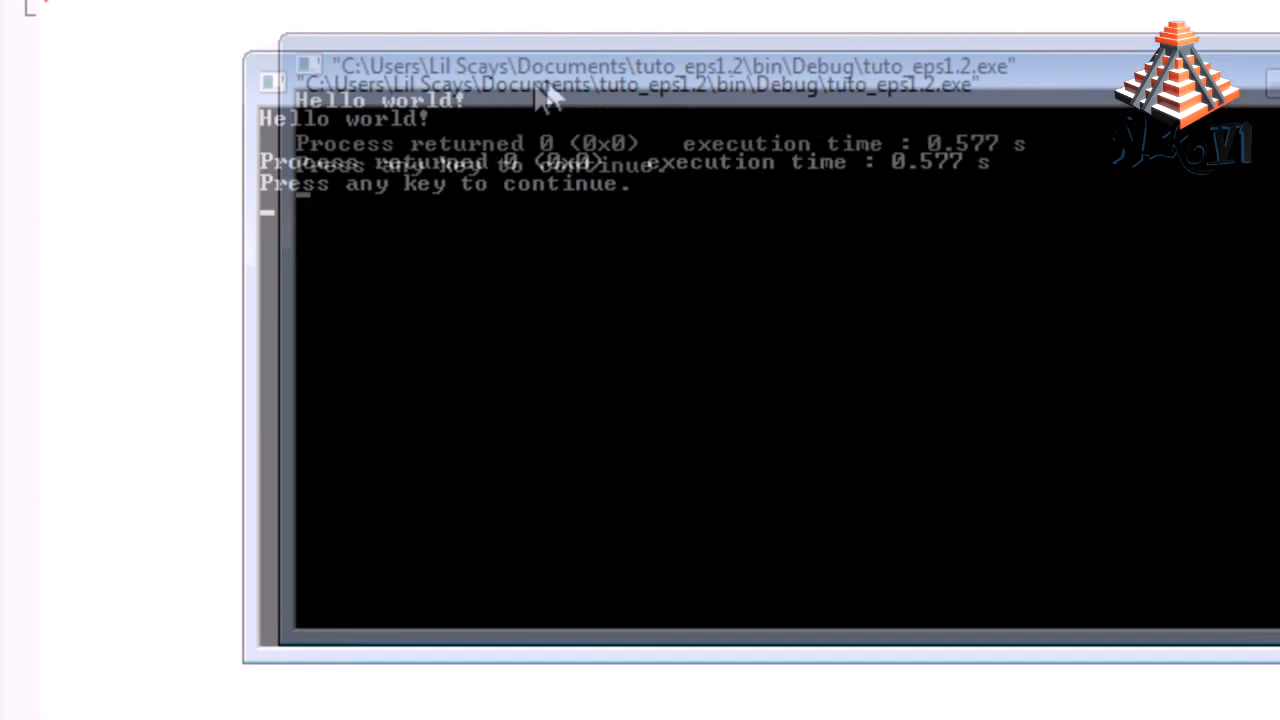 "C:\Users\Lil Scays\Documents\tuto_eps1.2\bin\Debug\tuto_eps1.2.exe"
"C:\Users\Lil Scays\Documents\tuto_eps1.2\bin\Debug\tuto_eps1.2.exe"
Hello world!
Hello world!
Process returned 0 (0x0) execution time : 0.577 s
Process returned 0 (0x0) execution time : 0.577 s
Press any key to continue.
Press any key to continue.